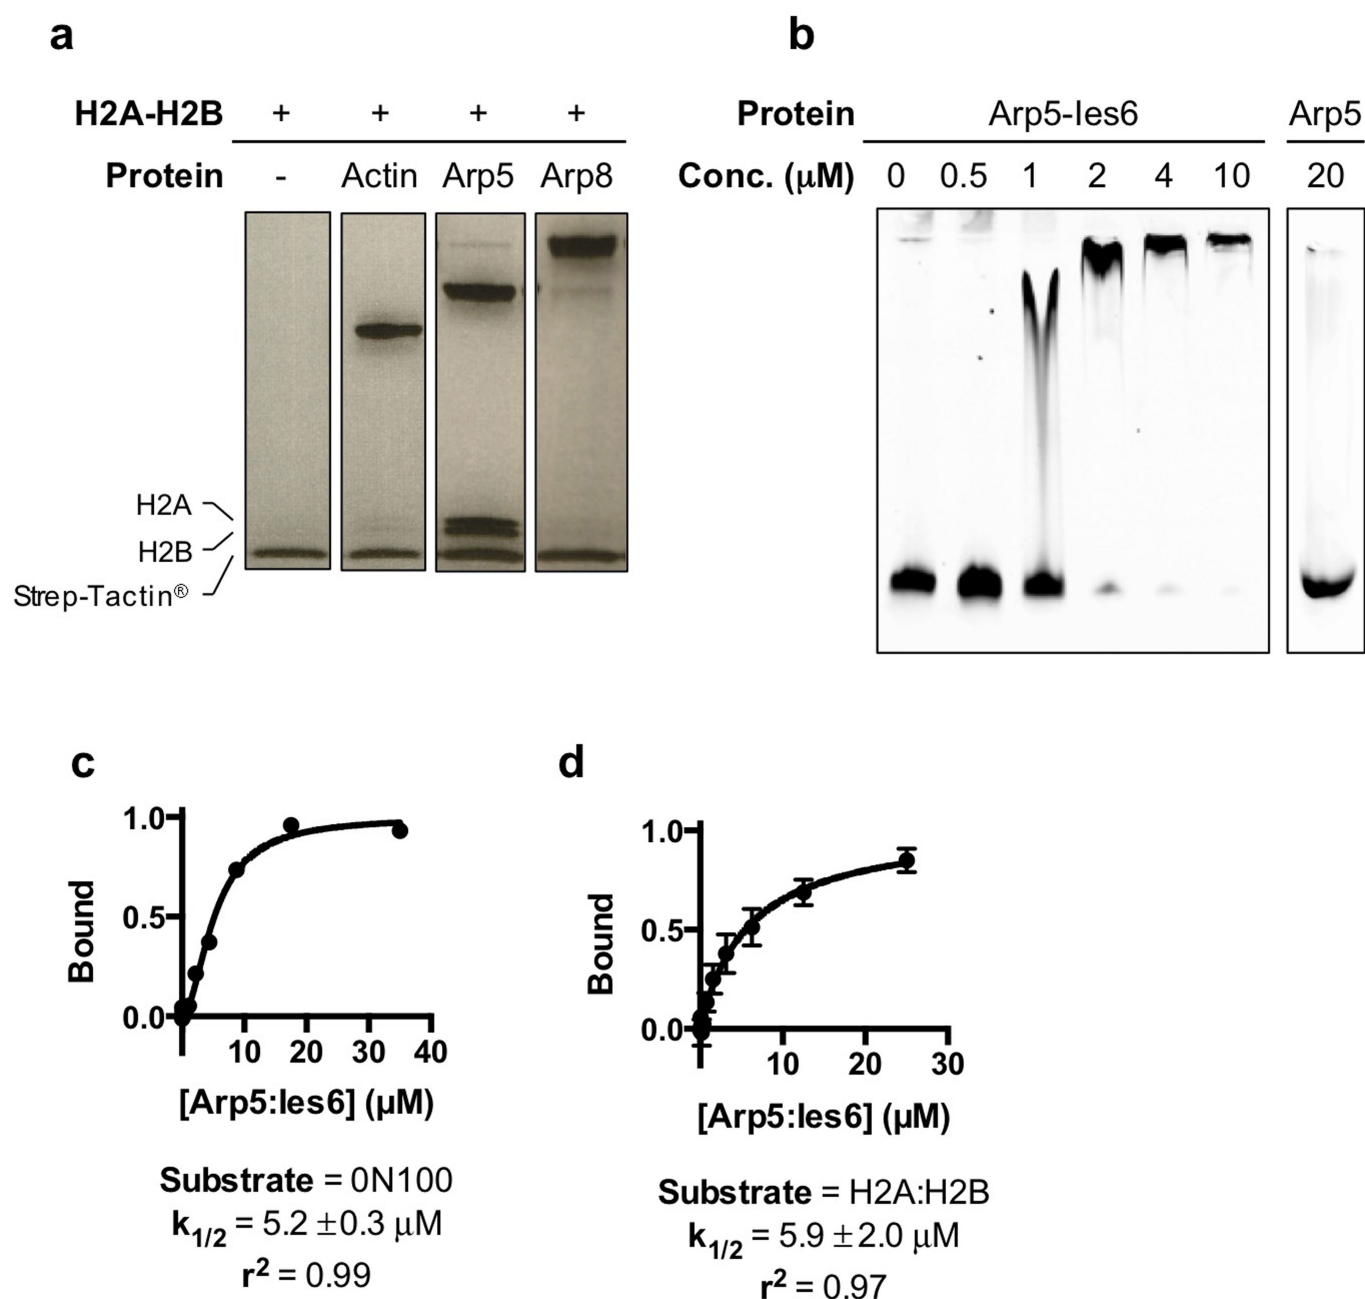 a
H2A-H2B + + + +
Protein - Actin Arp5 Arp8
H2A
H2B
Strep-Tactin®
b
Protein Arp5-Ies6 Arp5
Conc. (μM) 0 0.5 1 2 4 10 20
c
1.0
0.5
0.0
Bound
10 20 30 40
[Arp5:Ies6] (μM)
Substrate = 0N100
k1/2 = 5.2 ±0.3 μM
r2 = 0.99
d
1.0
0.5
0.0
Bound
10 20 30
[Arp5:Ies6] (μM)
Substrate = H2A:H2B
k1/2 = 5.9 ±2.0 μM
r2 = 0.97